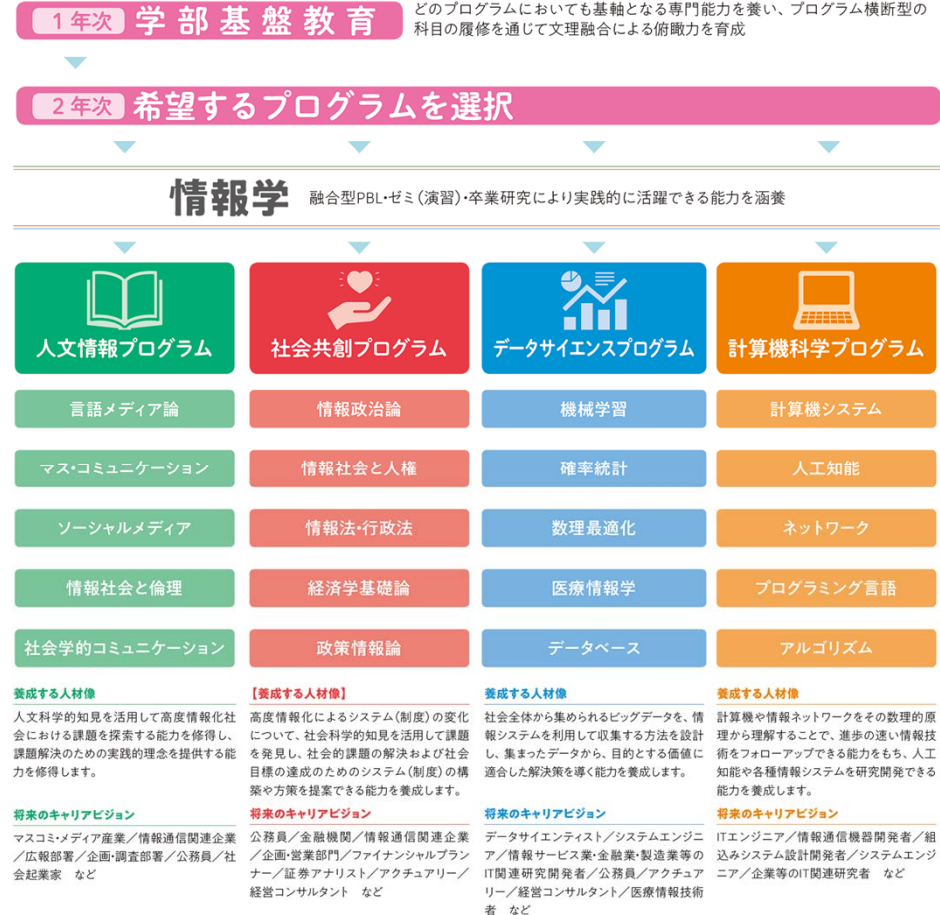 1年次 学部基盤教育
どのプログラムにおいても基軸となる専門能力を養い、プログラム横断型の
科目の履修を通じて文理融合による俯瞰力を育成
2年次 希望するプログラムを選択
情報学 融合型PBL・ゼミ(演習)・卒業研究により実践的に活躍できる能力を涵養
人文情報プログラム
言語メディア論
マス・コミュニケーション
ソーシャルメディア
情報社会と倫理
社会学的コミュニケーション
養成する人材像
人文科学的知見を活用して高度情報化社
会における課題を探索する能力を修得し、
課題解決のための実践的理念を提供する能
力を修得します。
将来のキャリアビジョン
マスコミ・メディア産業/情報通信関連企業
/広報部署/企画・調査部署/公務員/社
会起業家 など
社会共創プログラム
情報政治論
情報社会と人権
情報法・行政法
経済学基礎論
政策情報論
【養成する人材像】
高度情報化によるシステム(制度)の変化
について、社会科学的知見を活用して課題
を発見し、社会的課題の解決および社会
目標の達成のためのシステム(制度)の構
築や方策を提案できる能力を養成します。
将来のキャリアビジョン
公務員/金融機関/情報通信関連企業
/企画・営業部門/ファイナンシャルプラン
ナー/証券アナリスト/アクチュアリー/
経営コンサルタント など
データサイエンスプログラム
機械学習
確率統計
数理最適化
医療情報学
データベース
養成する人材像
社会全体から集められるビッグデータを、情
報システムを利用して収集する方法を設計
し、集まったデータから、目的とする価値に
適合した解決策を導く能力を養成します。
将来のキャリアビジョン
データサイエンティスト/システムエンジニ
ア/情報サービス業・金融業・製造業等の
IT関連研究開発者/公務員/アクチュア
リー/経営コンサルタント/医療情報技術
者 など
計算機科学プログラム
計算機システム
人工知能
ネットワーク
プログラミング言語
アルゴリズム
養成する人材像
計算機や情報ネットワークをその数理的原
理から理解することで、進歩の速い情報技
術をフォローアップできる能力をもち、人工
知能や各種情報システムを研究開発できる
能力を養成します。
将来のキャリアビジョン
ITエンジニア/情報通信機器開発者/組
込みシステム設計開発者/システムエンジ
ニア/企業等のIT関連研究者 など